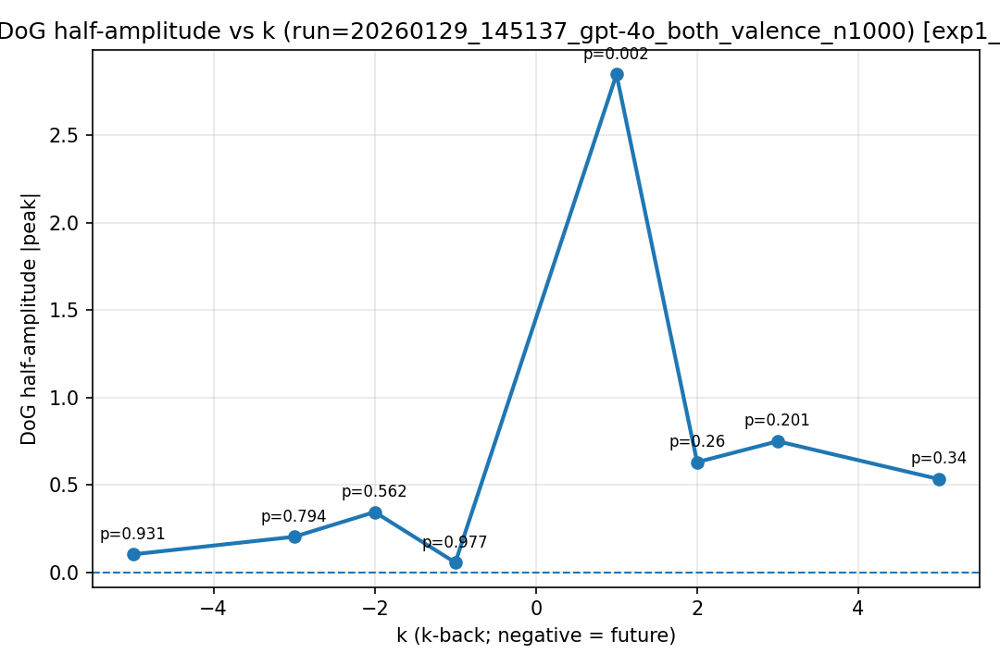 DoG half-amplitude vs k (run=20260129_145137_gpt-4o_both_valence_n1000) [exp1_
p=0.002
2.5
2.0
1.5
1.0
0.5
0.0
DoG half-amplitude |peak|
p=0.201
p=0.26
p=0.34
p=0.562
p=0.794
p=0.931
p=0.977
−4
−2
0
2
4
k (k-back; negative = future)